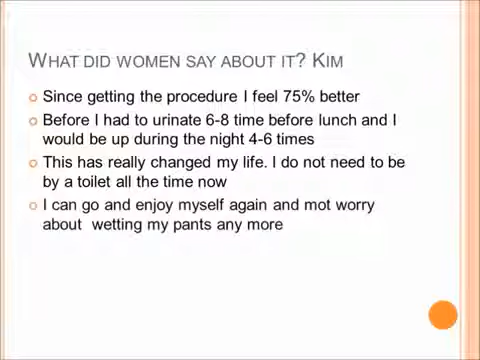 WHAT DID WOMEN SAY ABOUT IT? KIM
Since getting the procedure I feel 75% better
Before I had to urinate 6-8 time before lunch and I
would be up during the night 4-6 times
This has really changed my life. I do not need to be
by a toilet all the time now
I can go and enjoy myself again and mot worry
about wetting my pants any more